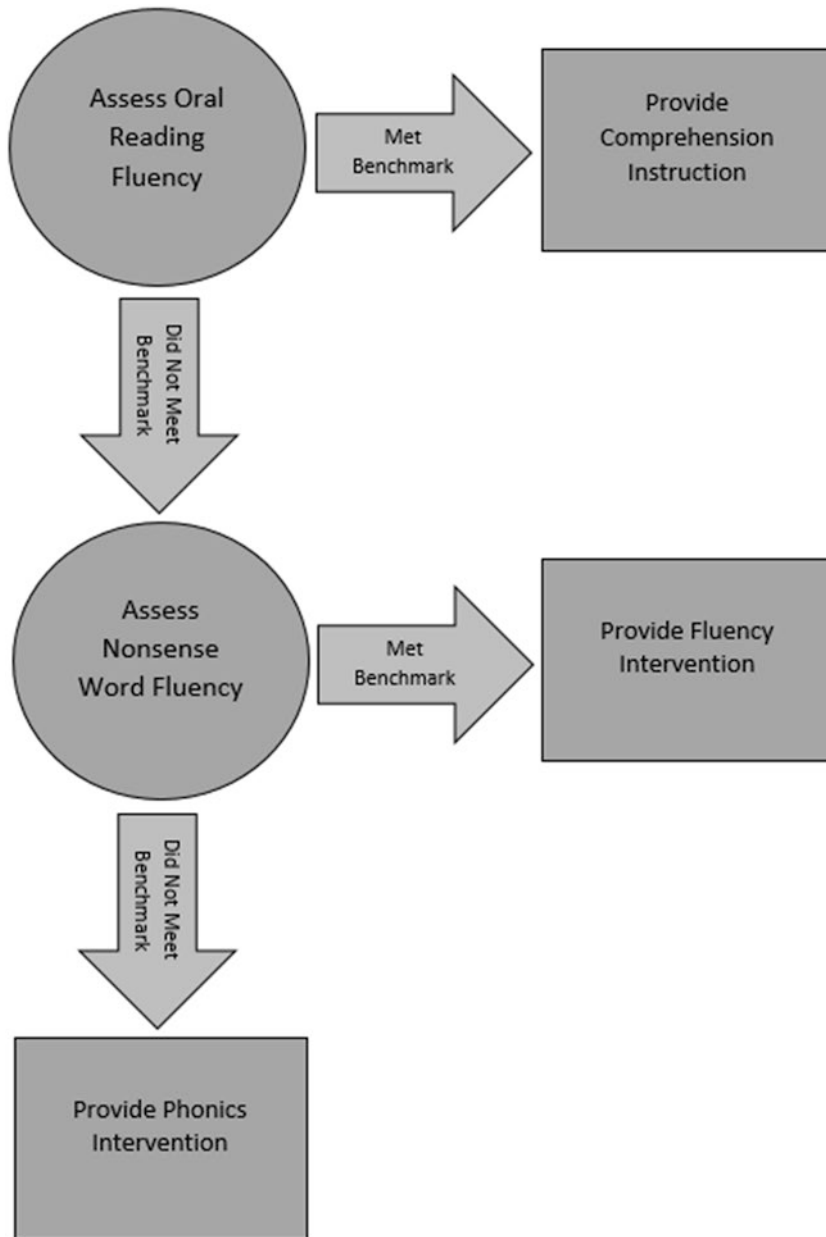 Assess Oral
Reading
Fluency
Met
Benchmark
Provide
Comprehension
Instruction
Did Not Meet
Benchmark
Assess
Nonsense
Word Fluency
Met
Benchmark
Provide Fluency
Intervention
Did Not Meet
Benchmark
Provide Phonics
Intervention